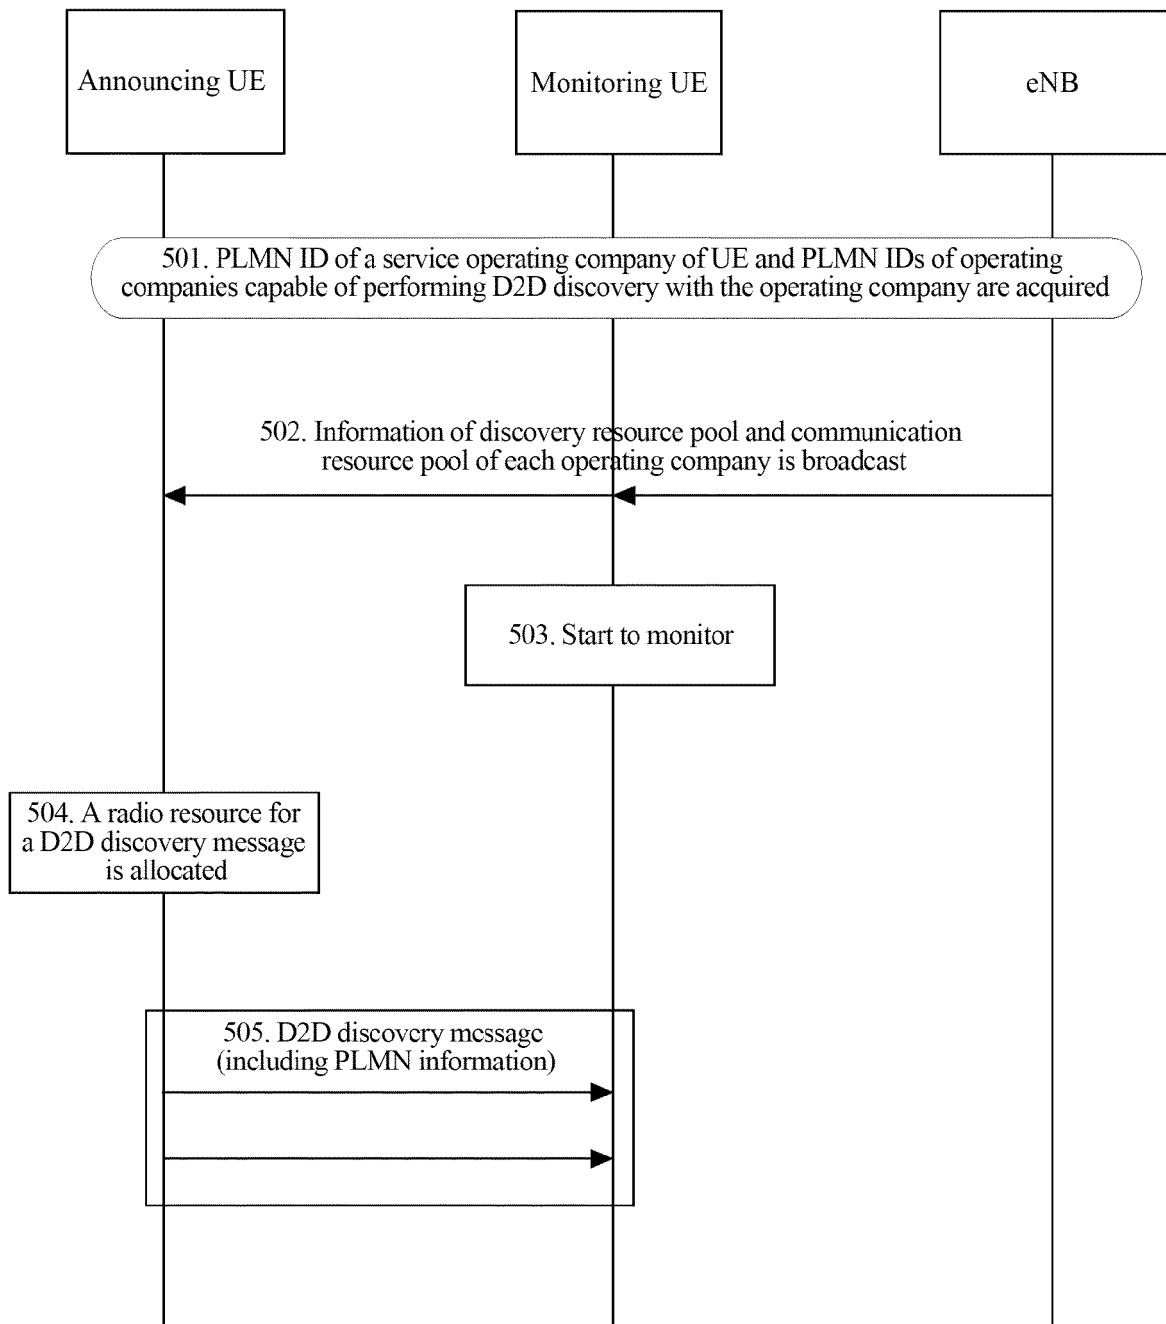 Announcing UE
Monitoring UE
eNB
501. PLMN ID of a service operating company of UE and PLMN IDs of operating
companies capable of performing D2D discovery with the operating company are acquired
502. Information of discovery resource pool and communication
resource pool of each operating company is broadcast
503. Start to monitor
504. A radio resource for
a D2D discovery message
is allocated
505. D2D discovery message
(including PLMN information)